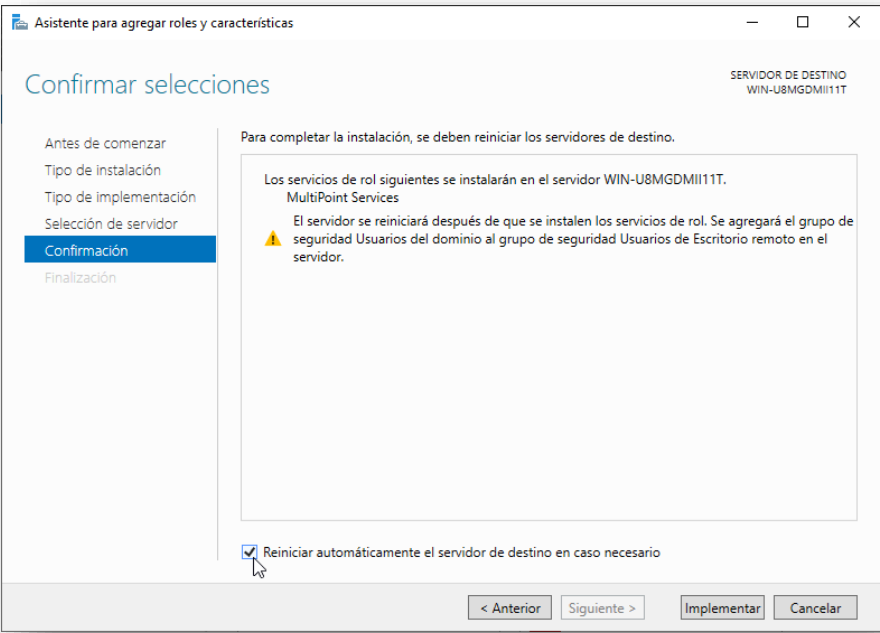 Asistente para agregar roles y características
Confirmar selecciones
SERVIDOR DE DESTINO
WIN-U8MGDMII11T
Antes de comenzar
Tipo de instalación
Tipo de implementación
Selección de servidor
Confirmación
Finalización
Para completar la instalación, se deben reiniciar los servidores de destino.
Los servicios de rol siguientes se instalarán en el servidor WIN-U8MGDMII11T.
MultiPoint Services
El servidor se reiniciará después de que se instalen los servicios de rol. Se agregará el grupo de
seguridad Usuarios del dominio al grupo de seguridad Usuarios de Escritorio remoto en el
servidor.
Reiniciar automáticamente el servidor de destino en caso necesario
< Anterior
Siguiente >
Implementar
Cancelar